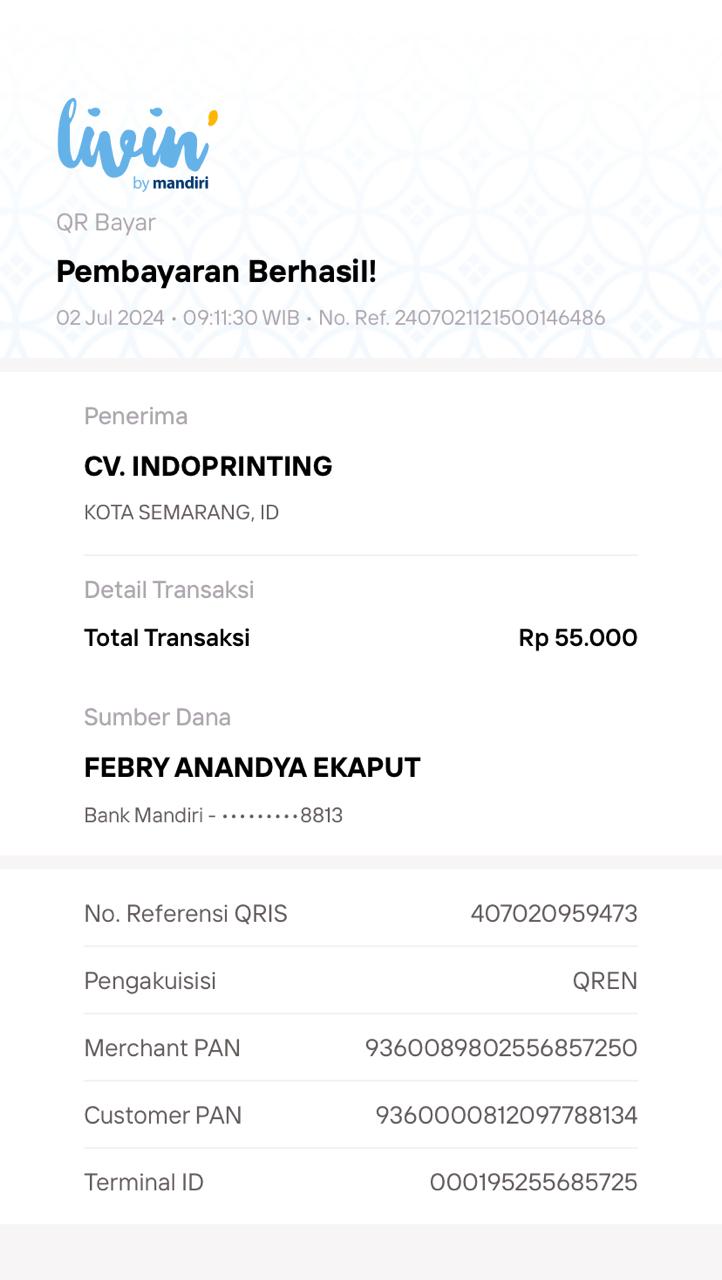 livin'
by mandiri
QR Bayar
Pembayaran Berhasil!
02 Jul 2024 • 09:11:30 WIB • No. Ref. 2407021121500146486
Penerima
CV. INDOPRINTING
KOTA SEMARANG, ID
Detail Transaksi
Total Transaksi Rp 55.000
Sumber Dana
FEBRY ANANDYA EKAPUT
Bank Mandiri - •••••••••8813
No. Referensi QRIS 407020959473
Pengakuisisi QREN
Merchant PAN 9360089802556857250
Customer PAN 9360000812097788134
Terminal ID 000195255685725